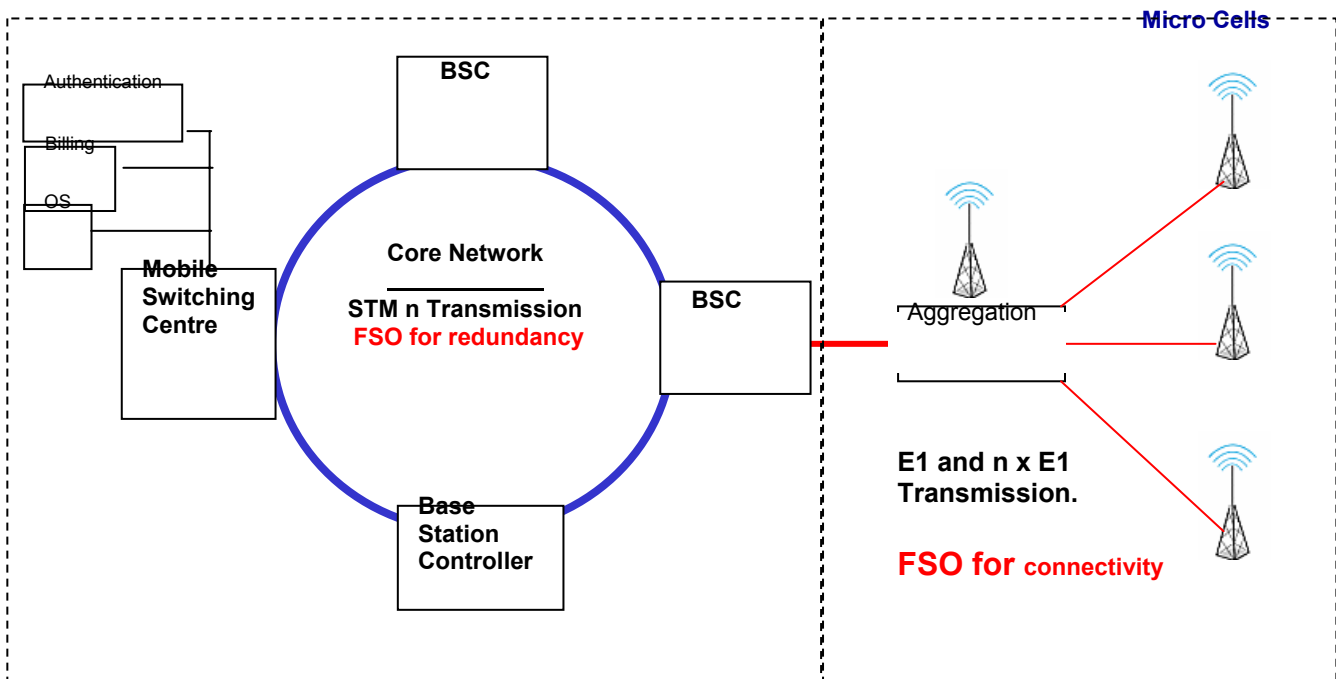 Micro Cells
BSC
Authentication
Billing
OS
Mobile
Switching
Centre
Core Network
STM n Transmission
FSO for redundancy
BSC
Aggregation
Base
Station
Controller
E1 and n x E1
Transmission.
FSO for connectivity